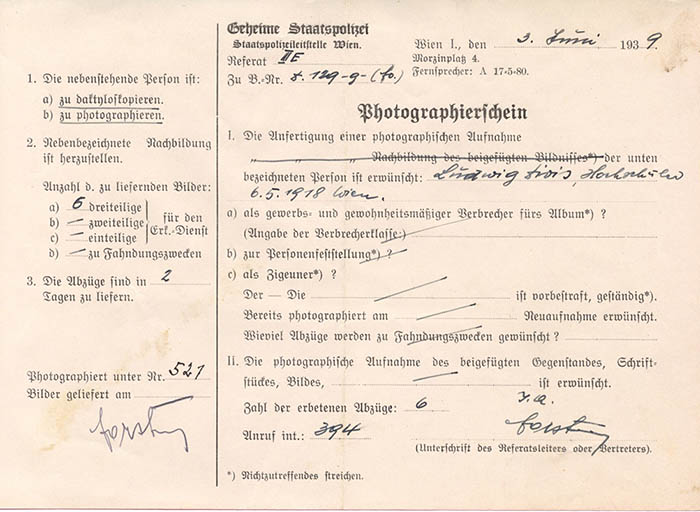 1. Die nebenstehende Person ist:
a) zu daktyloskopieren.
b) zu photographieren.
2. Nebenbezeichnete Nachbildung
ist herzustellen.
Anzahl d. zu liefernden Bilder:
a) 6 dreiteilige
b) — zweiteilige
c) — einteilige
für den
Erk.-Dienst
d) — zu Fahndungszwecken
3. Die Abzüge sind in 2
Tagen zu liefern.
Photographiert unter Nr. 521
Bilder geliefert am
Geheime Staatspolizei
Staatspolizeileitstelle Wien.
Referat II E
Zu B.-Nr. 129-g-
Wien I., den 3. Juni 1939
Morzinplatz 4.
Fernsprecher: A 17-5-80.
Photographierschein
I. Die Anfertigung einer photographischen Aufnahme
„ „ „ Nachbildung des beigefügten Bildnisses*) der unten
bezeichneten Person ist erwünscht: Ludwig
6.5.1918 Wien.
a) als gewerbs- und gewohnheitsmäßiger Verbrecher fürs Album*) ?
(Angabe der Verbrecherklasse:)
b) zur Personenfeststellung*) ?
c) als Zigeuner*) ?
Der — Die ist vorbestraft, geständig*).
Bereits photographiert am Neuaufnahme erwünscht.
Wieviel Abzüge werden zu Fahndungszwecken gewünscht ?
II. Die photographische Aufnahme des beigefügten Gegenstandes, Schrift-
stückes, Bildes, ist erwünscht.
Zahl der erbetenen Abzüge: 6
Anruf int.: 394
(Unterschrift des Referatsleiters oder Vertreters).
*) Nichtzutreffendes streichen.